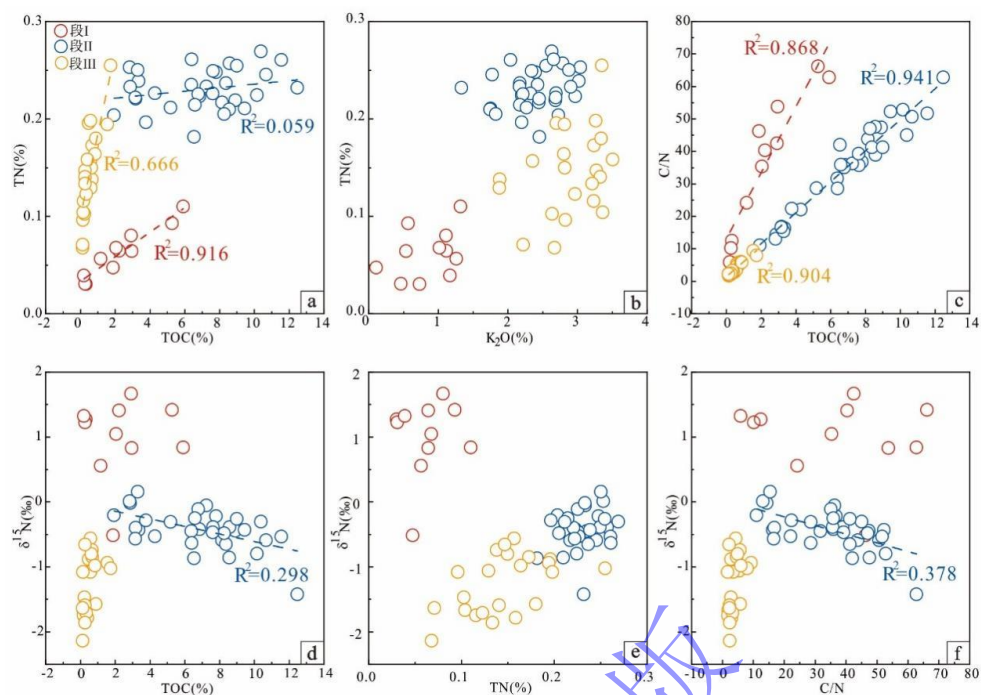 段I
段II
段III
0.3
0.2
0.1
0.0
TN(%)
R²=0.059
R²=0.666
R²=0.916
a
-2 0 2 4 6 8 10 12 14
TOC(%)
0.3
0.2
0.1
0.0
TN(%)
b
0 1 2 3 4
K₂O(%)
80
70
60
50
40
30
20
10
0
-10
C/N
R²=0.868
R²=0.941
R²=0.904
c
-2 0 2 4 6 8 10 12 14
TOC(%)
2
1
0
-1
-2
δ¹⁵N(‰)
R²=0.298
d
-2 0 2 4 6 8 10 12 14
TOC(%)
2
1
0
-1
-2
δ¹⁵N(‰)
e
0.0 0.1 0.2 0.3
TN(%)
版
2
1
0
-1
-2
δ¹⁵N(‰)
R²=0.378
f
0 10 20 30 40 50 60 70 80
C/N